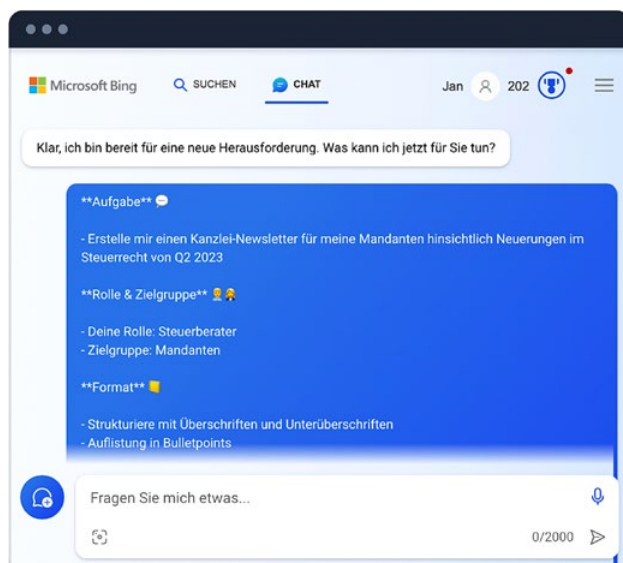 Microsoft Bing SUCHEN CHAT Jan 202
Klar, ich bin bereit für eine neue Herausforderung. Was kann ich jetzt für Sie tun?
**Aufgabe** 💬
- Erstelle mir einen Kanzlei-Newsletter für meine Mandanten hinsichtlich Neuerungen im
Steuerrecht von Q2 2023
**Rolle & Zielgruppe** 👨‍💼👩‍💼
- Deine Rolle: Steuerberater
- Zielgruppe: Mandanten
**Format** 📒
- Strukturiere mit Überschriften und Unterüberschriften
- Auflistung in Bulletpoints
Fragen Sie mich etwas...
0/2000